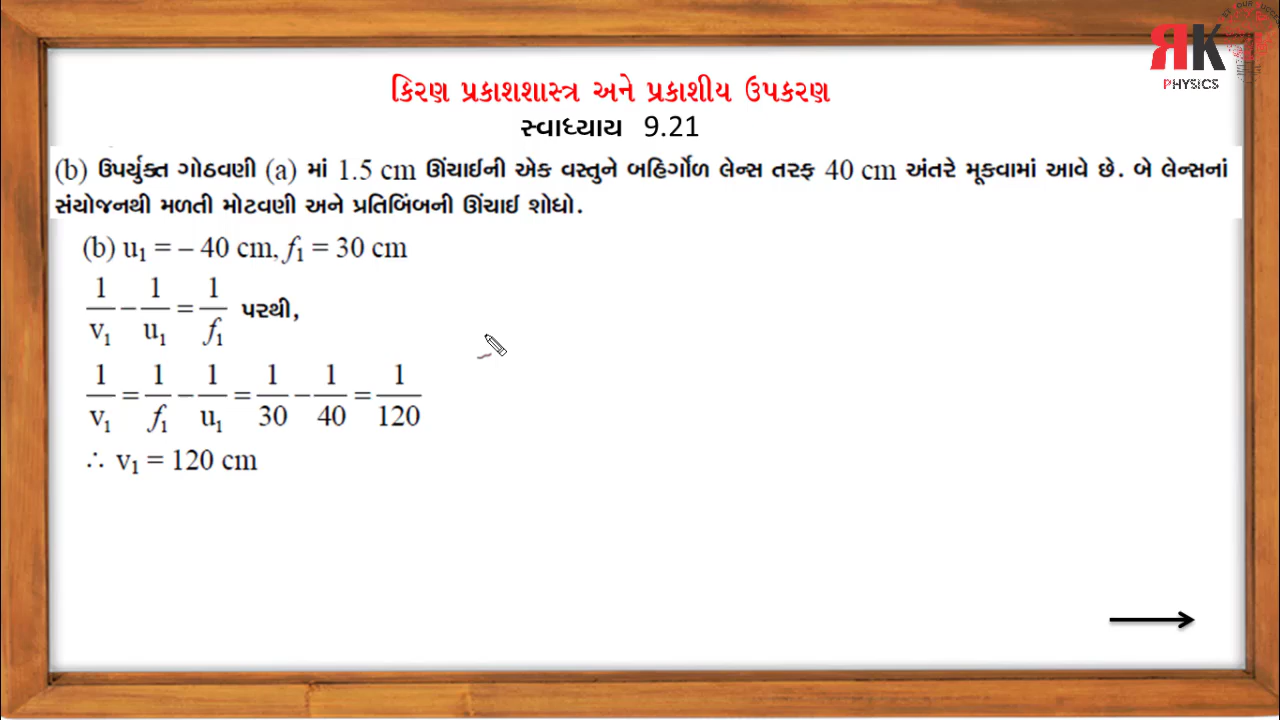 ЯK
PHYSICS
કિરણ પ્રકાશશાસ્ત્ર અને પ્રકાશીય ઉપકરણ
સ્વાધ્યાય 9.21
(b) ઉપર્યુક્ત ગોઠવણી (a) માં 1.5 cm ઊંચાઈની એક વસ્તુને બહિર્ગોળ લેન્સ તરફ 40 cm અંતરે મૂકવામાં આવે છે. બે લેન્સનાં
સંયોજનથી મળતી મોટવણી અને પ્રતિબિંબની ઊંચાઈ શોધો.
(b) u₁ = – 40 cm, f₁ = 30 cm
1/v₁ – 1/u₁ = 1/f₁ પરથી,
1/v₁ = 1/f₁ – 1/u₁ = 1/30 – 1/40 = 1/120
∴ v₁ = 120 cm